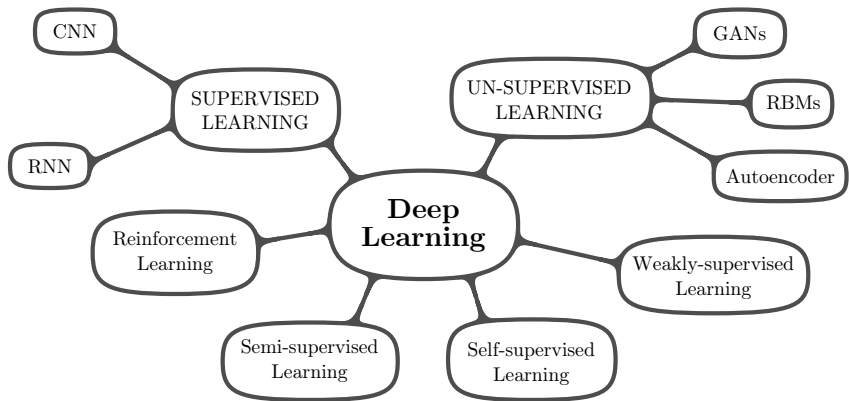 CNN
GANs
SUPERVISED
LEARNING
UN-SUPERVISED
LEARNING
RBMs
RNN
Autoencoder
Deep
Learning
Reinforcement
Learning
Weakly-supervised
Learning
Semi-supervised
Learning
Self-supervised
Learning